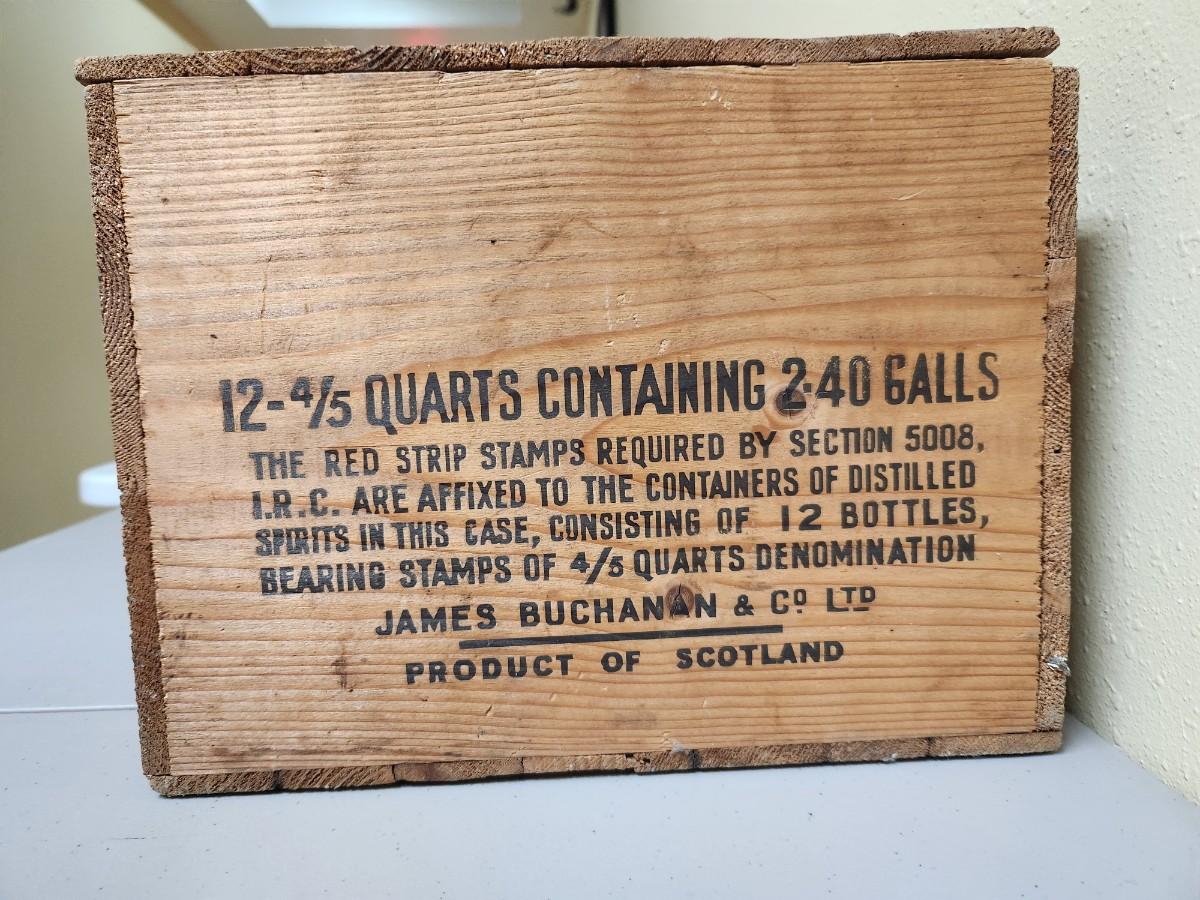 12-4/5 QUARTS CONTAINING 2·40 GALLS
THE RED STRIP STAMPS REQUIRED BY SECTION 5008,
I.R.C. ARE AFFIXED TO THE CONTAINERS OF DISTILLED
SPIRITS IN THIS CASE, CONSISTING OF 12 BOTTLES,
BEARING STAMPS OF 4/5 QUARTS DENOMINATION
JAMES BUCHANAN & Cº LTD
PRODUCT OF SCOTLAND